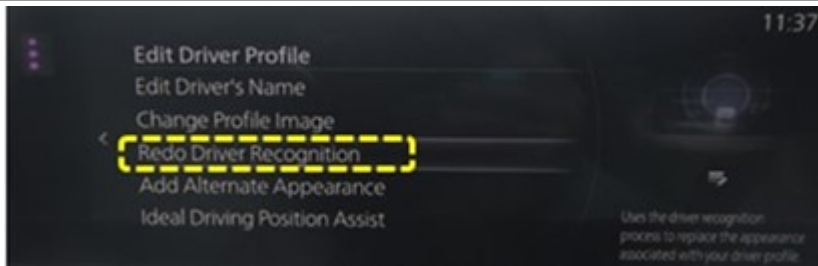 11:37
Edit Driver Profile
Edit Driver's Name
Change Profile Image
Redo Driver Recognition
Add Alternate Appearance
Ideal Driving Position Assist
Uses the driver recognition
process to replace the appearance
associated with your driver profile.